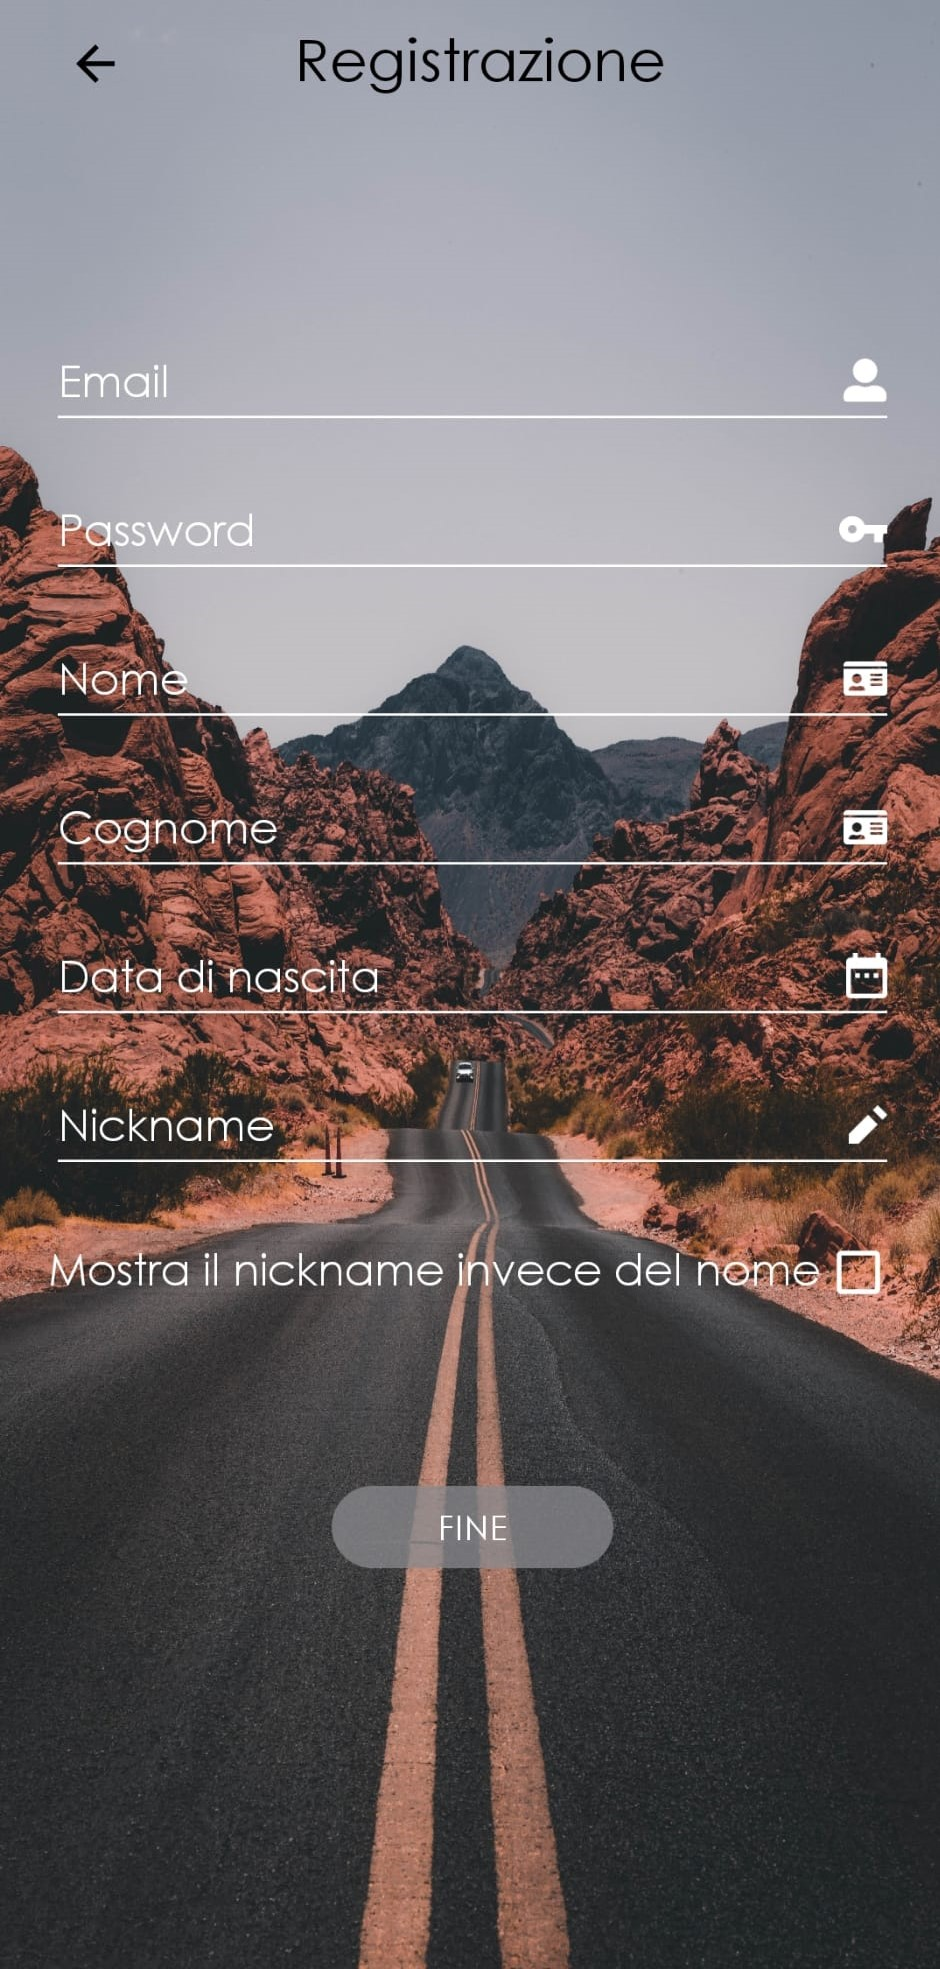 Registrazione
Email
Password
Nome
Cognome
Data di nascita
Nickname
Mostra il nickname invece del nome
FINE